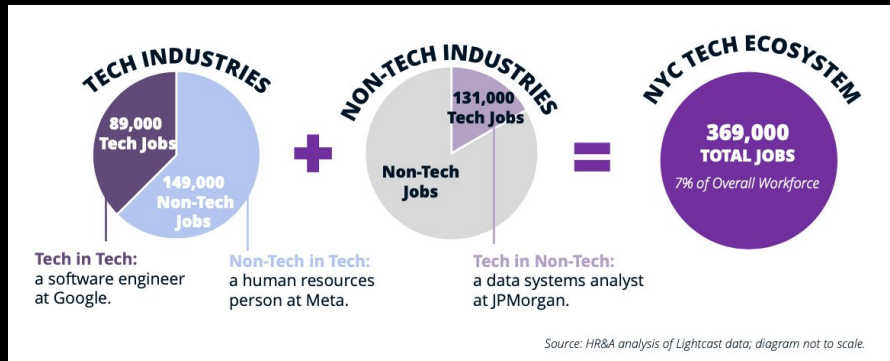 TECH INDUSTRIES
89,000
Tech Jobs
149,000
Non-Tech
Jobs
Tech in Tech:
a software engineer
at Google.
Non-Tech in Tech:
a human resources
person at Meta.
+
NON-TECH INDUSTRIES
131,000
Tech Jobs
Non-Tech
Jobs
Tech in Non-Tech:
a data systems analyst
at JPMorgan.
=
NYC TECH ECOSYSTEM
369,000
TOTAL JOBS
7% of Overall Workforce
Source: HR&A analysis of Lightcast data; diagram not to scale.